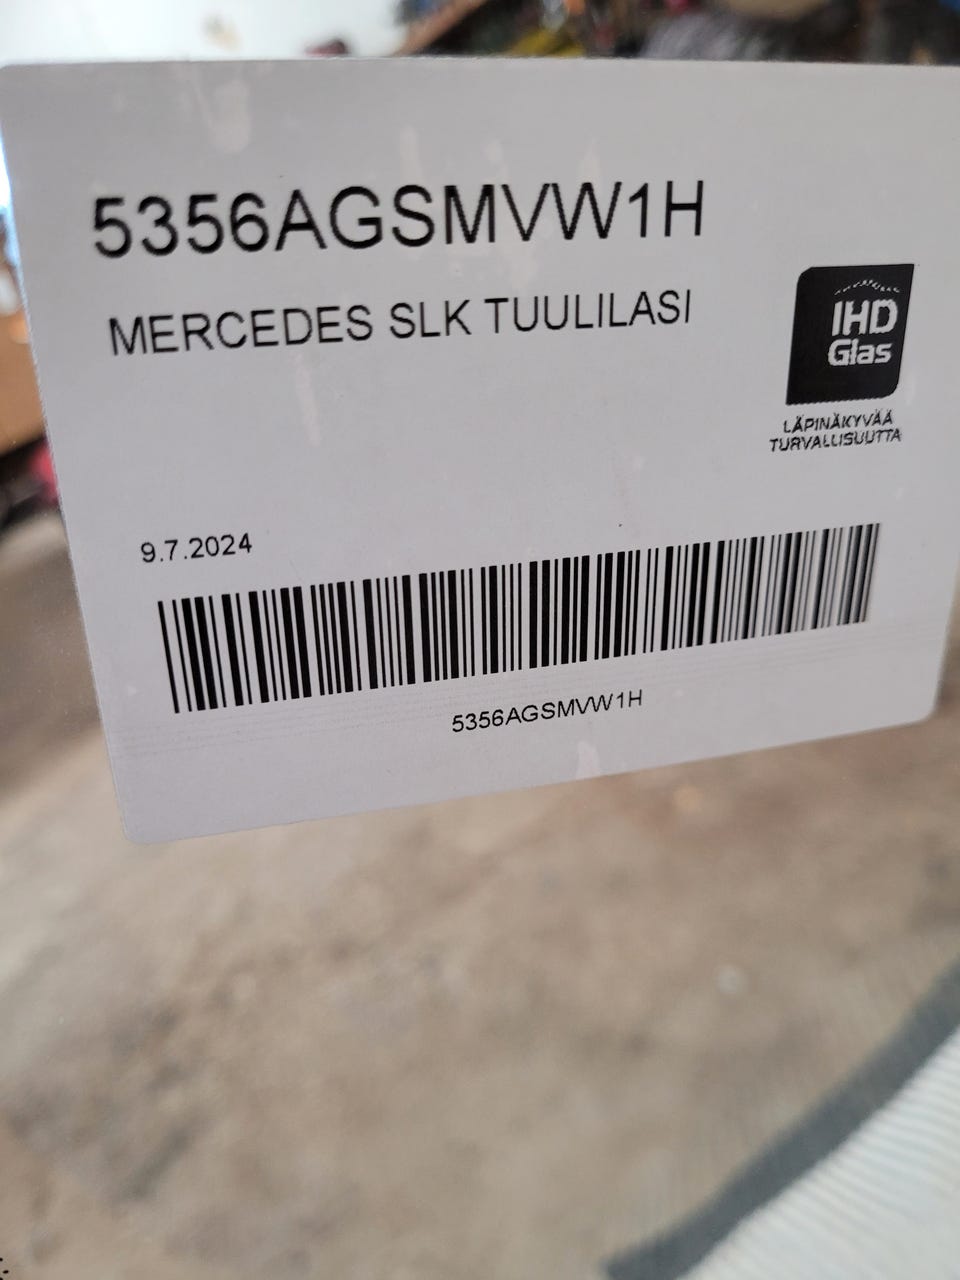 5356AGSMVW1H
MERCEDES SLK TUULILASI
IHD
Glas
LÄPINÄKYVÄÄ
TURVALLISUUTTA
9.7.2024
5356AGSMVW1H